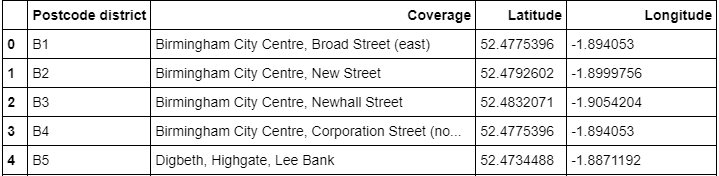 Postcode district Coverage Latitude Longitude
0 B1 Birmingham City Centre, Broad Street (east) 52.4775396 -1.894053
1 B2 Birmingham City Centre, New Street 52.4792602 -1.8999756
2 B3 Birmingham City Centre, Newhall Street 52.4832071 -1.9054204
3 B4 Birmingham City Centre, Corporation Street (no... 52.4775396 -1.894053
4 B5 Digbeth, Highgate, Lee Bank 52.4734488 -1.8871192